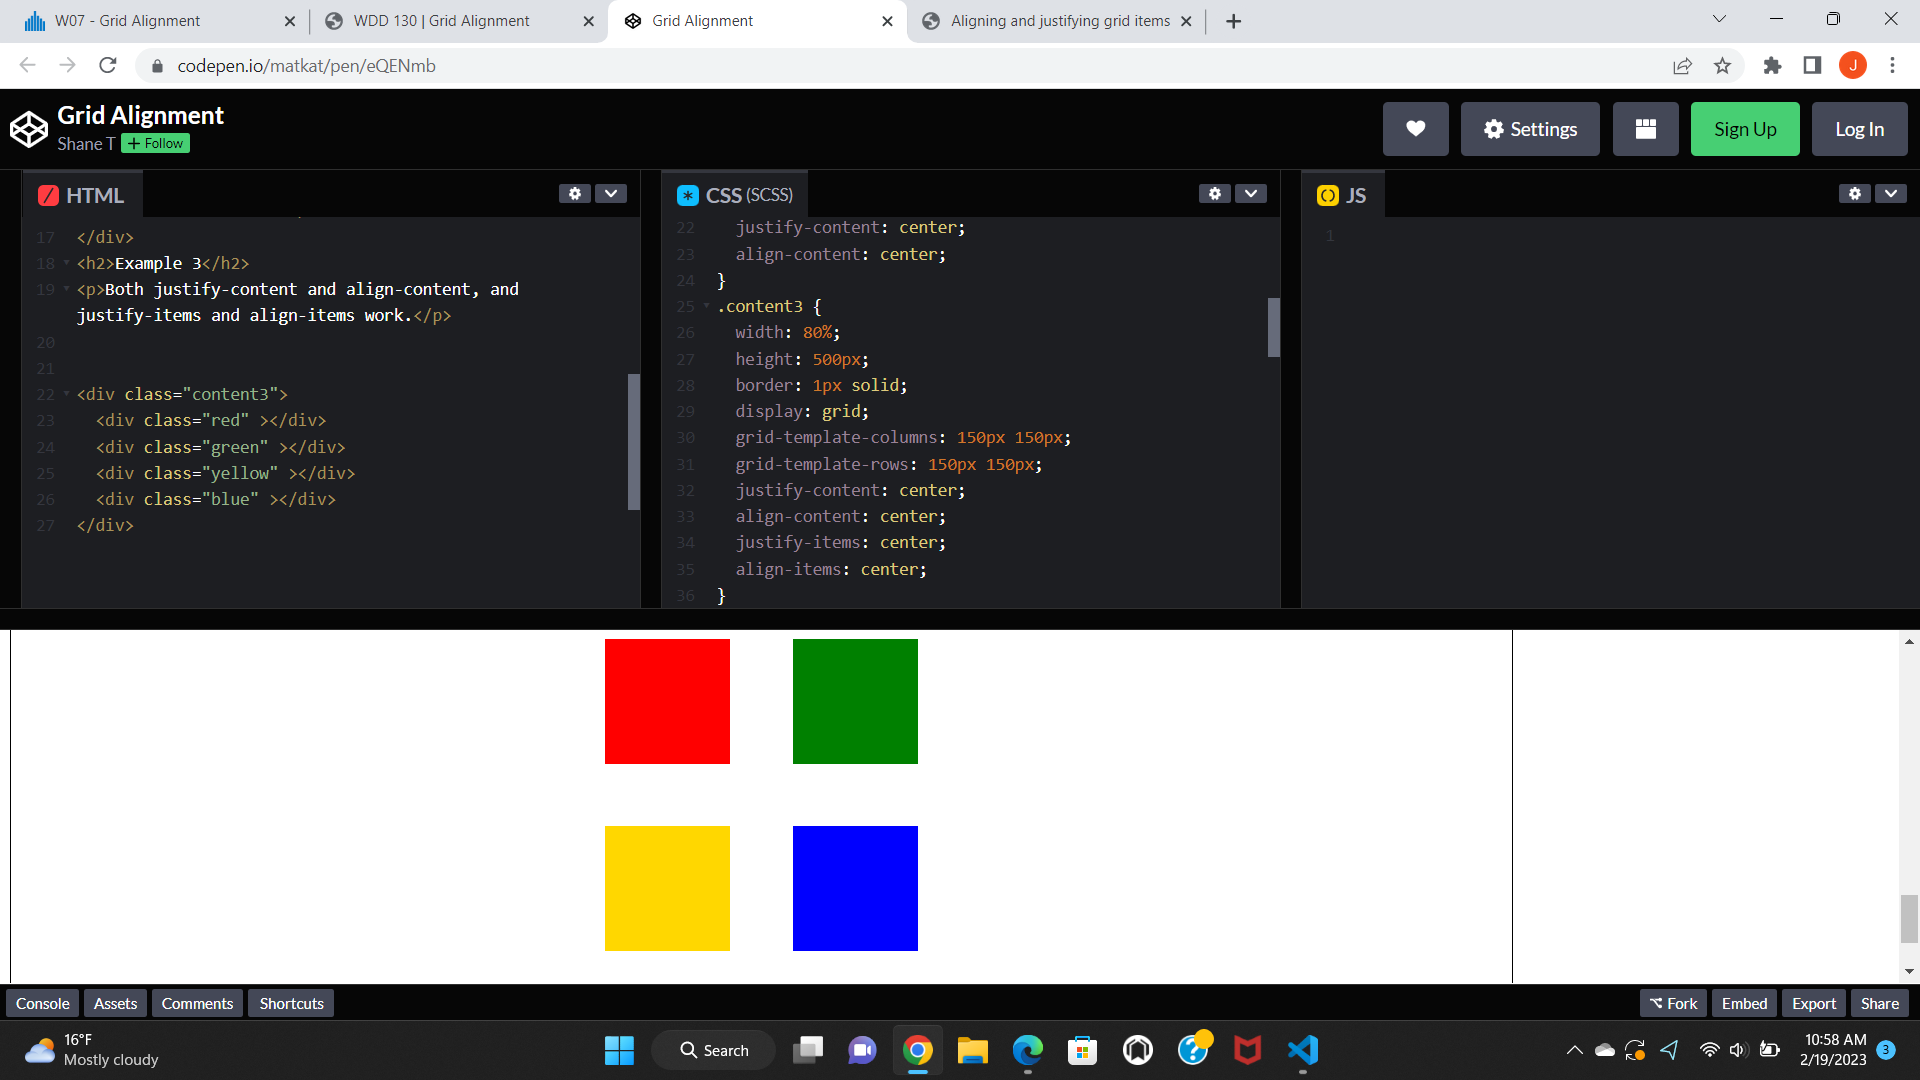 W07 - Grid Alignment
WDD 130 | Grid Alignment
Grid Alignment
Aligning and justifying grid items
codepen.io/matkat/pen/eQENmb
J
Grid Alignment
Shane T + Follow
Settings
Sign Up
Log In
HTML
17 </div>
18 <h2>Example 3</h2>
19 <p>Both justify-content and align-content, and
justify-items and align-items work.</p>
20
21
22 <div class="content3">
23 <div class="red" ></div>
24 <div class="green" ></div>
25 <div class="yellow" ></div>
26 <div class="blue" ></div>
27 </div>
CSS (SCSS)
22 justify-content: center;
23 align-content: center;
24 }
25 .content3 {
26 width: 80%;
27 height: 500px;
28 border: 1px solid;
29 display: grid;
30 grid-template-columns: 150px 150px;
31 grid-template-rows: 150px 150px;
32 justify-content: center;
33 align-content: center;
34 justify-items: center;
35 align-items: center;
36 }
JS
1
Console Assets Comments Shortcuts
Fork Embed Export Share
16°F
Mostly cloudy
Search
10:58 AM
2/19/2023
3